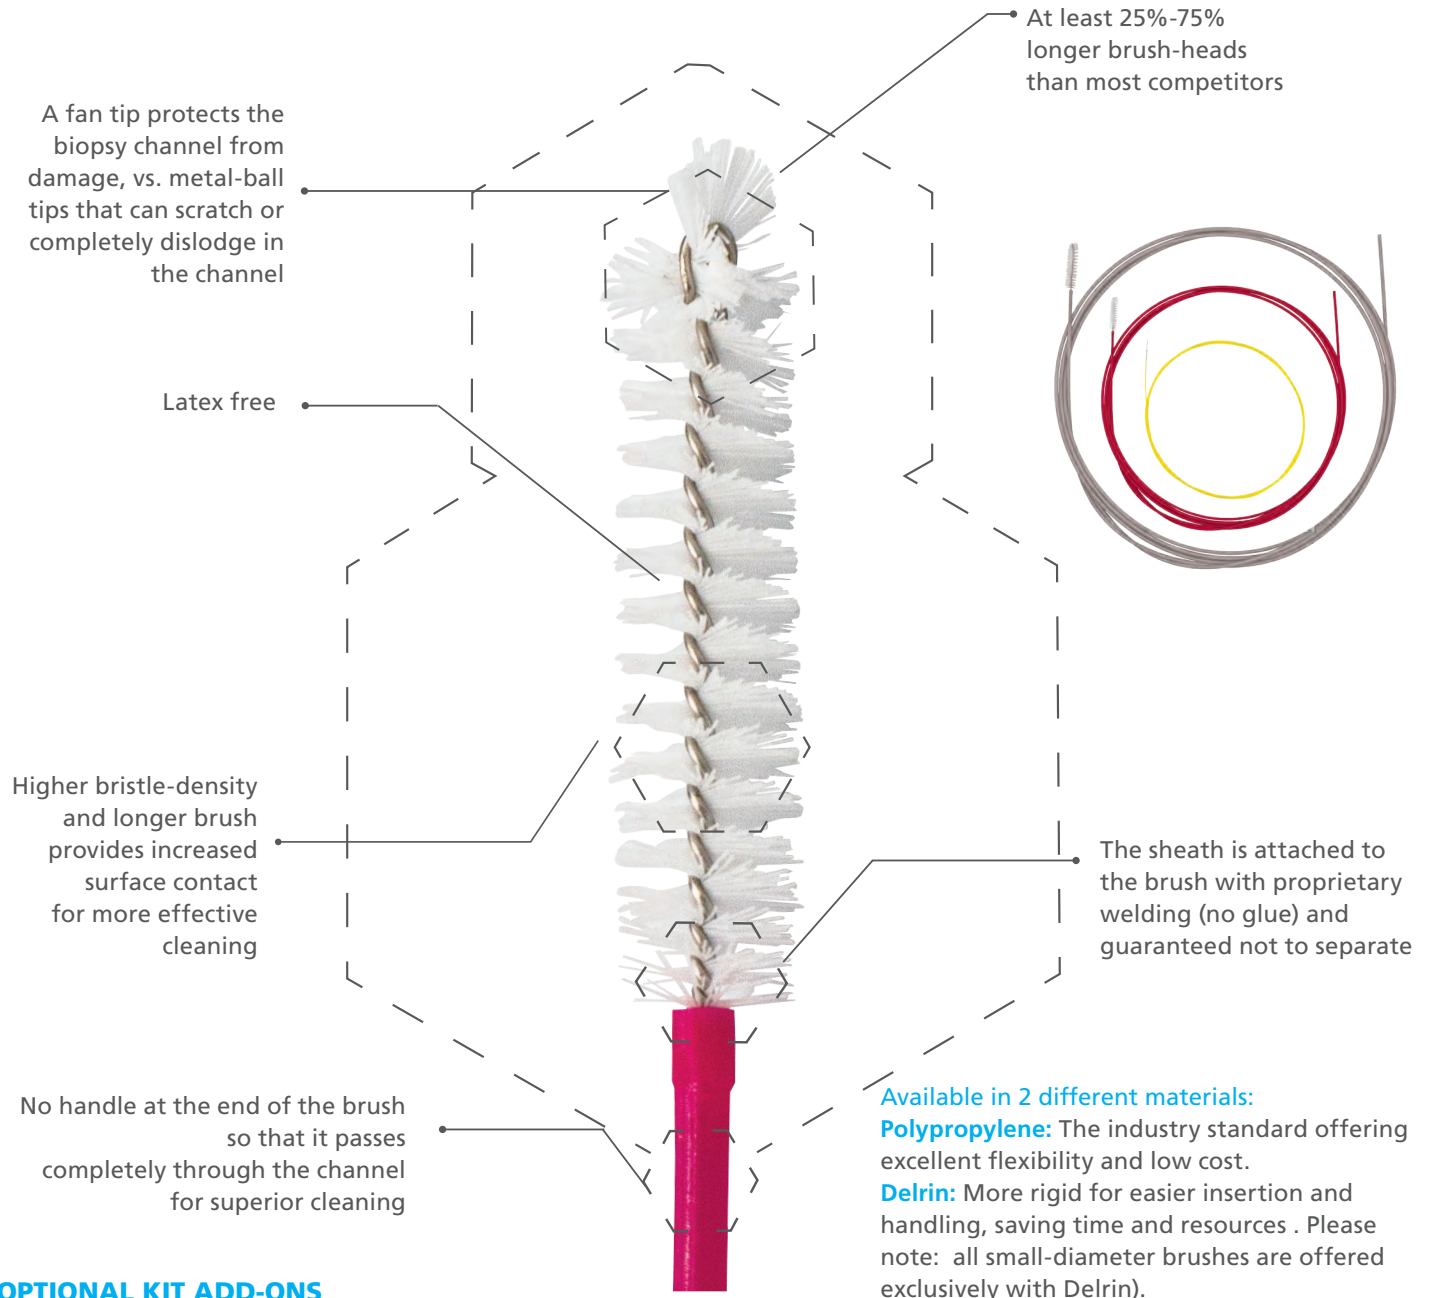 At least 25%-75%
longer brush-heads
than most competitors
A fan tip protects the
biopsy channel from
damage, vs. metal-ball
tips that can scratch or
completely dislodge in
the channel
Latex free
Higher bristle-density
and longer brush
provides increased
surface contact
for more effective
cleaning
The sheath is attached to
the brush with proprietary
welding (no glue) and
guaranteed not to separate
No handle at the end of the brush
so that it passes
completely through the channel
for superior cleaning
Available in 2 different materials:
Polypropylene: The industry standard offering
excellent flexibility and low cost.
Delrin: More rigid for easier insertion and
handling, saving time and resources . Please
note:  all small-diameter brushes are offered
exclusively with Delrin).
OPTIONAL KIT ADD-ONS